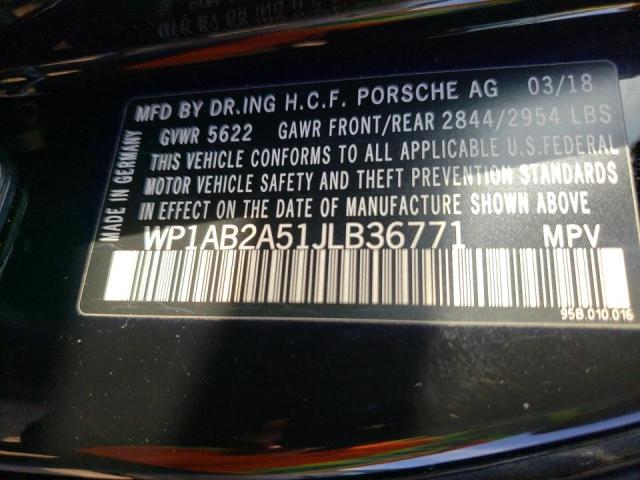 MFD BY DR.ING H.C.F. PORSCHE AG 03/18
GVWR 5622 GAWR FRONT/REAR 2844/2954 LBS
THIS VEHICLE CONFORMS TO ALL APPLICABLE U.S.FEDERAL
MOTOR VEHICLE SAFETY AND THEFT PREVENTION STANDARDS
IN EFFECT ON THE DATE OF MANUFACTURE SHOWN ABOVE.
WP1AB2A51JLB36771 MPV
95B.010.016
MADE IN GERMANY